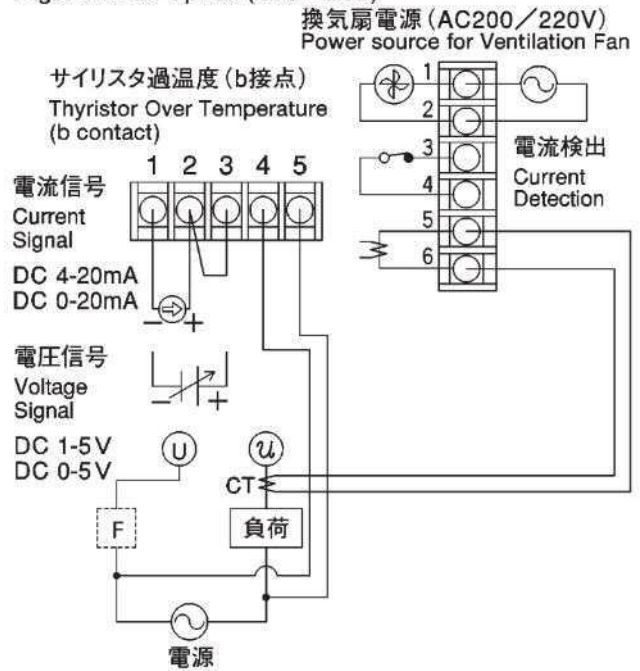 換気扇電源(AC200/220V)
Power source for Ventilation Fan
サイリスタ過温度(b接点)
Thyristor Over Temperature
(b contact)
1 2 3 4 5
電流信号
Current
Signal
DC 4-20mA
DC 0-20mA
− +
電圧信号
Voltage
Signal
− +
DC 1-5V
DC 0-5V
U
u
CT
F
負荷
電源
1
2
3
4
5
6
電流検出
Current
Detection